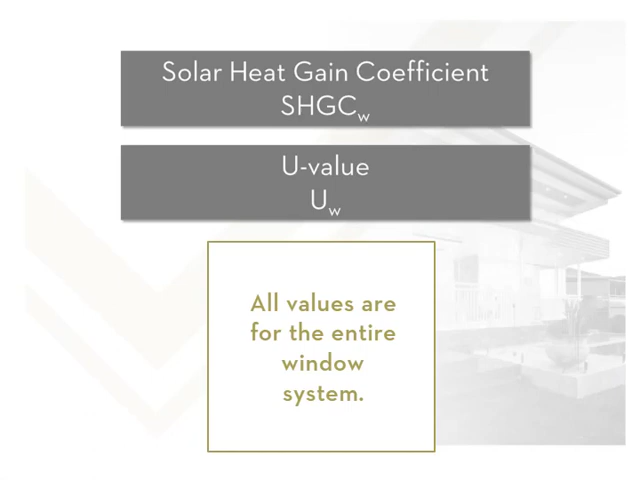 Solar Heat Gain Coefficient
SHGCw
U-value
Uw
All values are
for the entire
window
system.